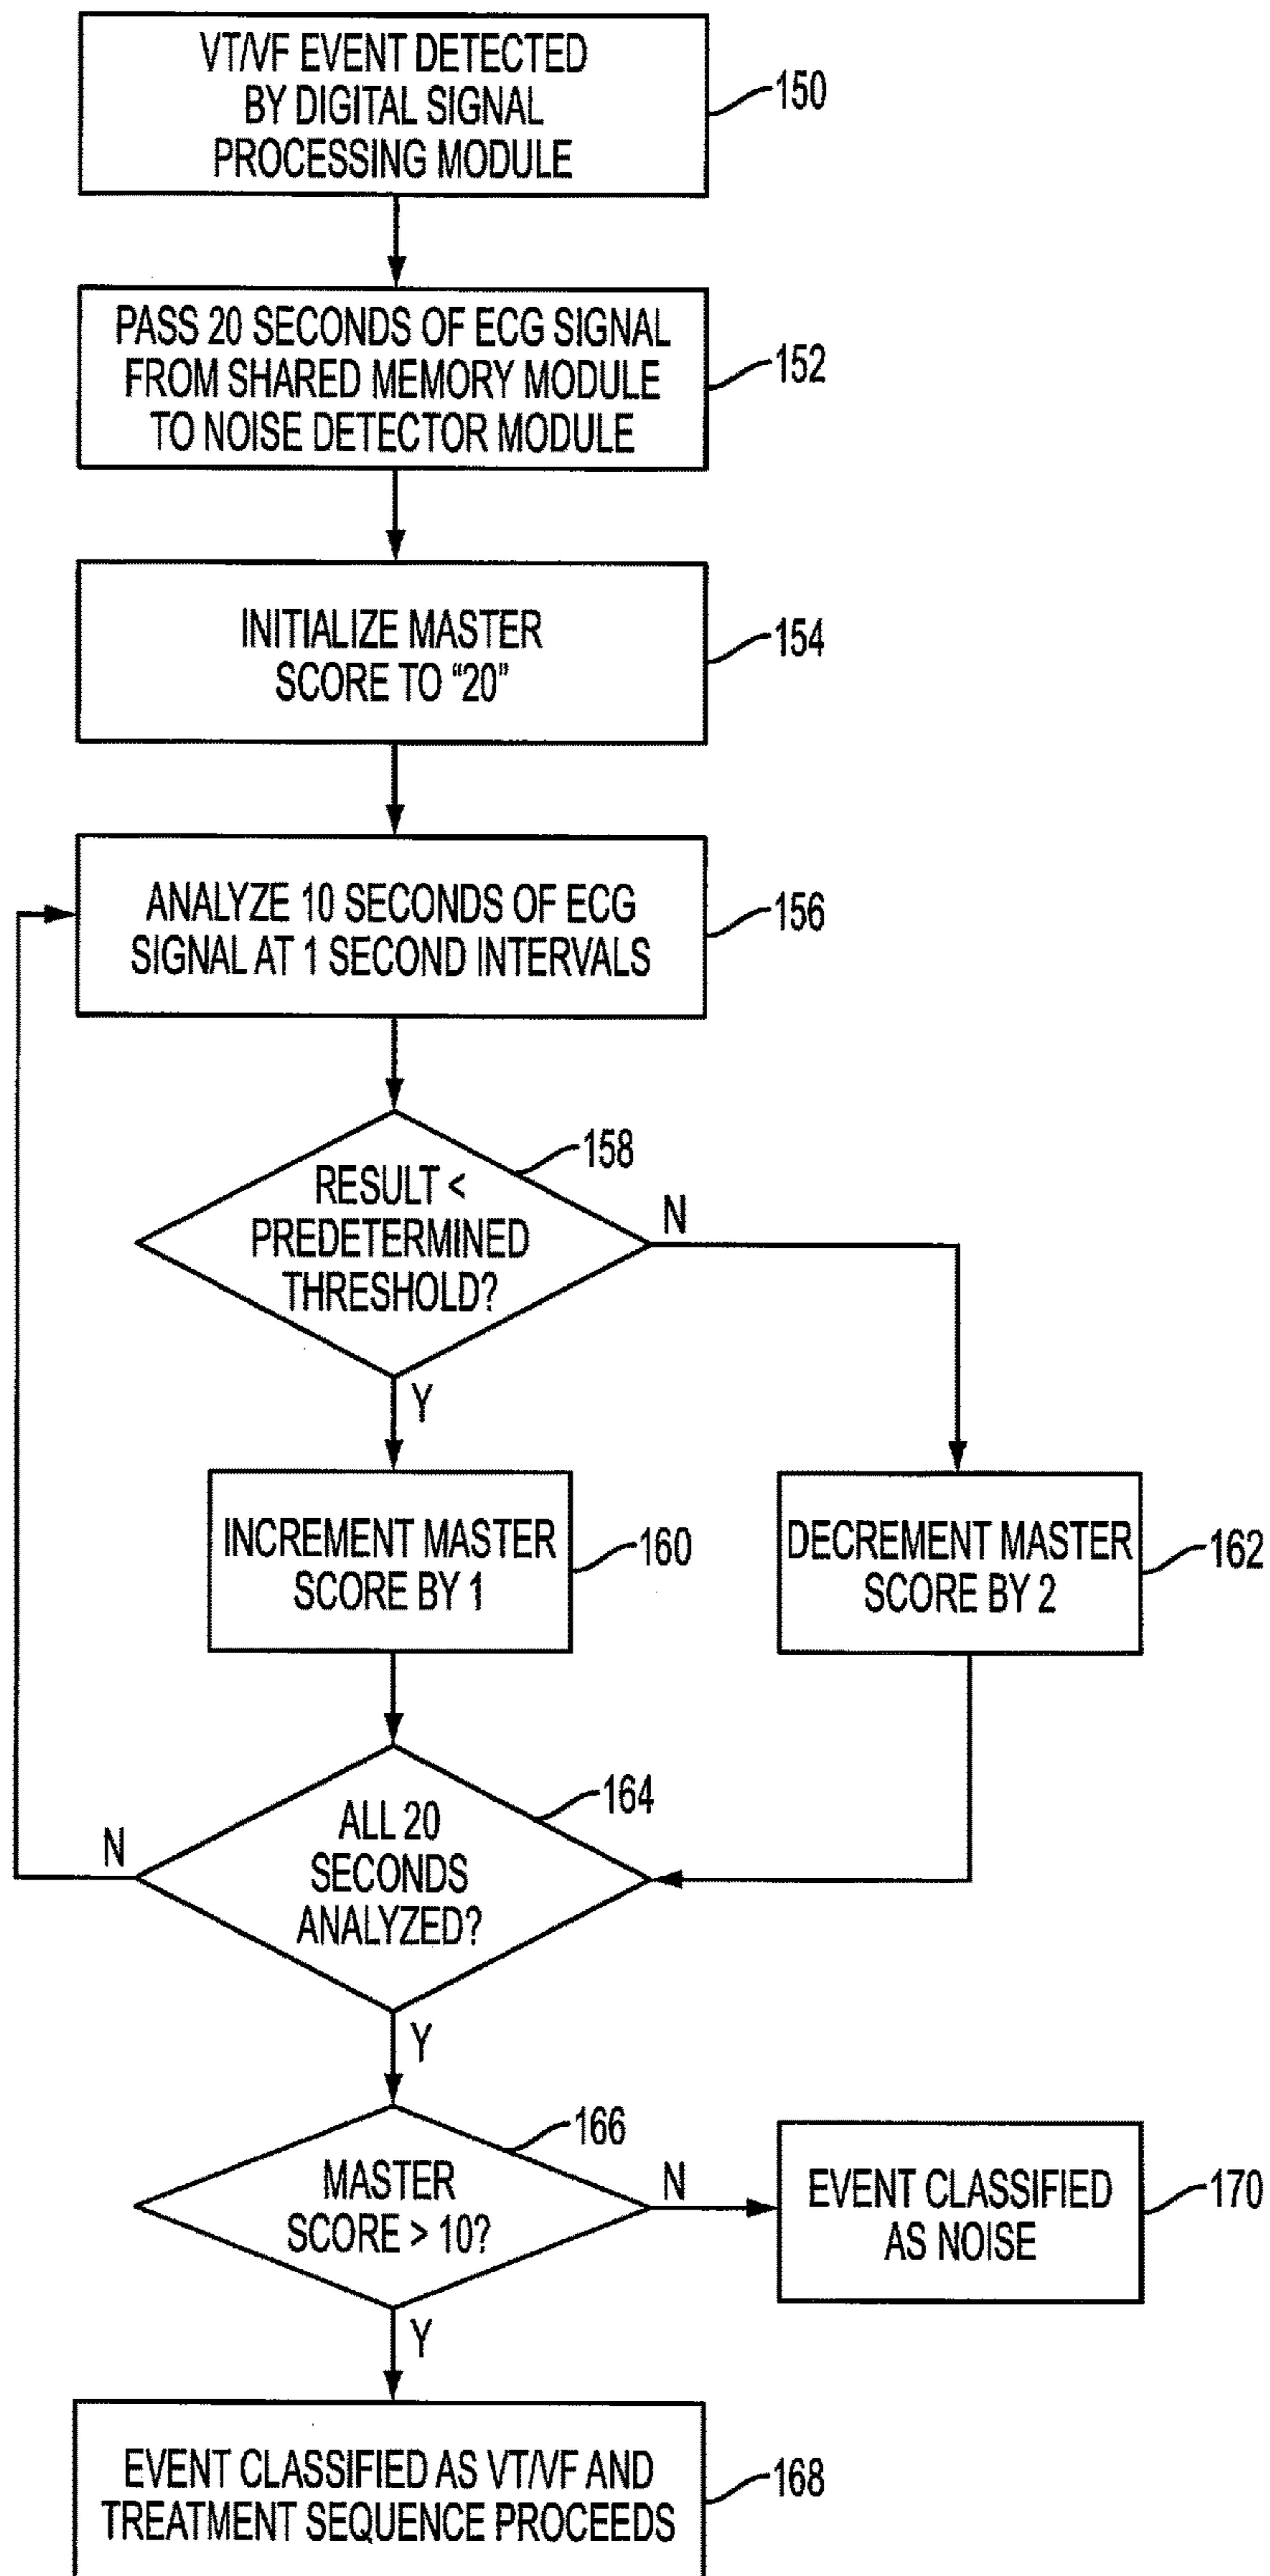 VT/VF EVENT DETECTED
BY DIGITAL SIGNAL
PROCESSING MODULE
150
PASS 20 SECONDS OF ECG SIGNAL
FROM SHARED MEMORY MODULE
TO NOISE DETECTOR MODULE
152
INITIALIZE MASTER
SCORE TO “20”
154
ANALYZE 10 SECONDS OF ECG
SIGNAL AT 1 SECOND INTERVALS
156
RESULT <
PREDETERMINED
THRESHOLD?
158
N
Y
INCREMENT MASTER
SCORE BY 1
160
DECREMENT MASTER
SCORE BY 2
162
ALL 20
SECONDS
ANALYZED?
164
N
Y
MASTER
SCORE > 10?
166
N
Y
EVENT CLASSIFIED
AS NOISE
170
EVENT CLASSIFIED AS VT/VF AND
TREATMENT SEQUENCE PROCEEDS
168